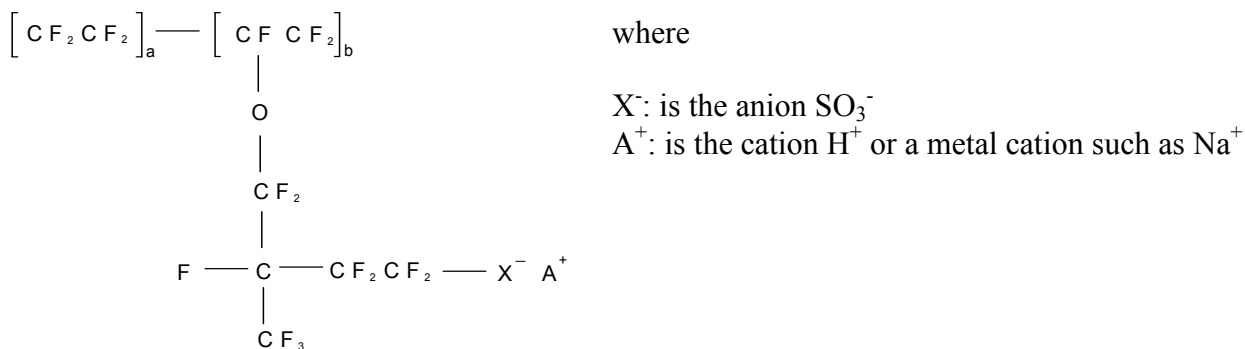 [ CF₂CF₂ ]ₐ — [ CF CF₂ ]b where
O
X⁻: is the anion SO₃⁻
A⁺: is the cation H⁺ or a metal cation such as Na⁺
CF₂
F — C — CF₂CF₂ — X⁻ A⁺
CF₃